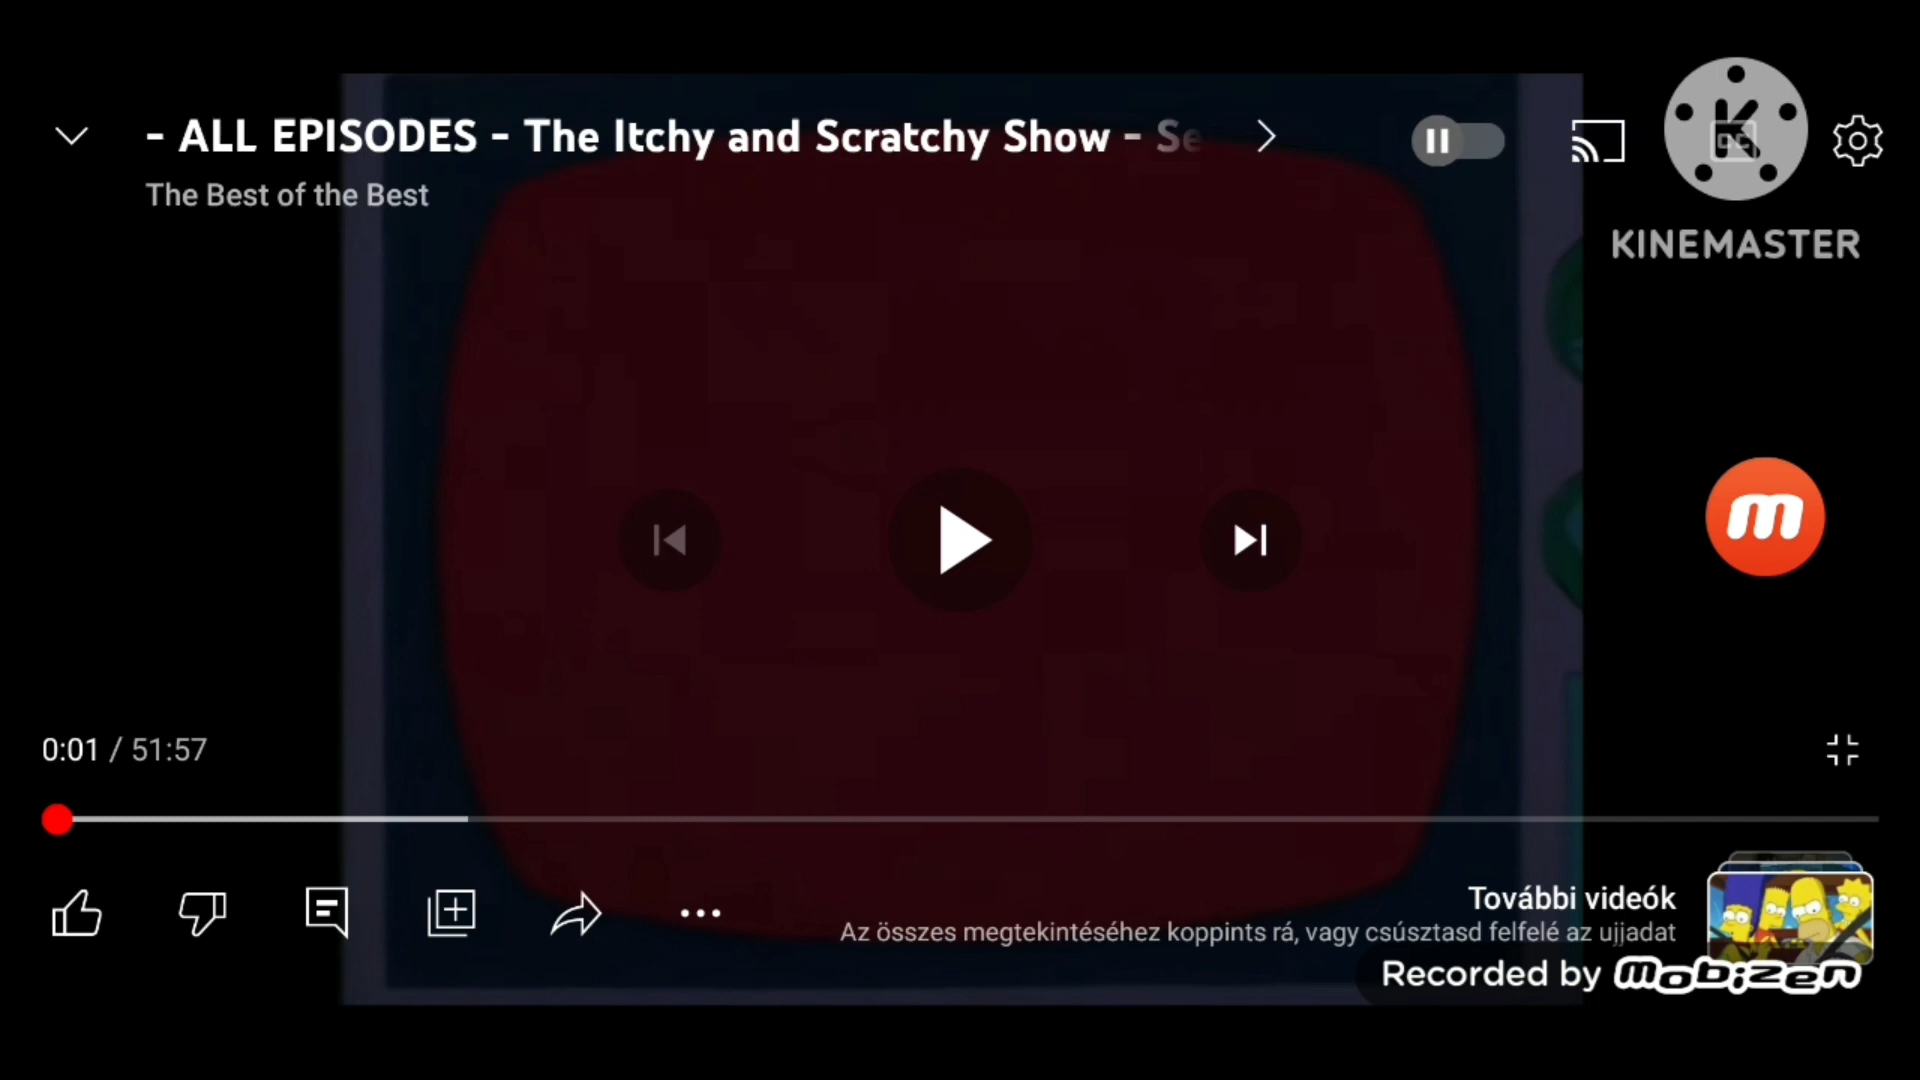 - ALL EPISODES - The Itchy and Scratchy Show - Se
The Best of the Best
KINEMASTER
m
0:01 / 51:57
További videók
Az összes megtekintéséhez koppints rá, vagy csúsztasd felfelé az ujjadat
Recorded by mobizen